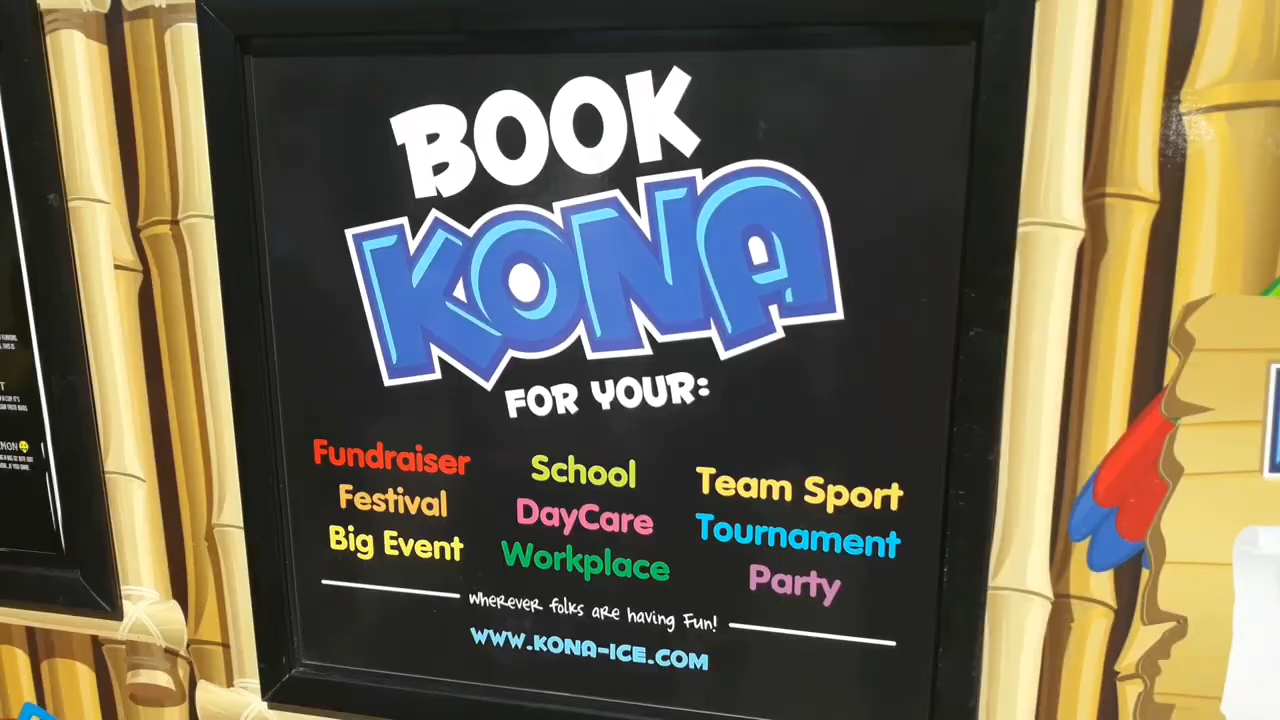 BOOK
KONA
FOR YOUR:
Fundraiser School Team Sport
Festival DayCare Tournament
Big Event Workplace Party
Wherever folks are having Fun!
WWW.KONA-ICE.COM